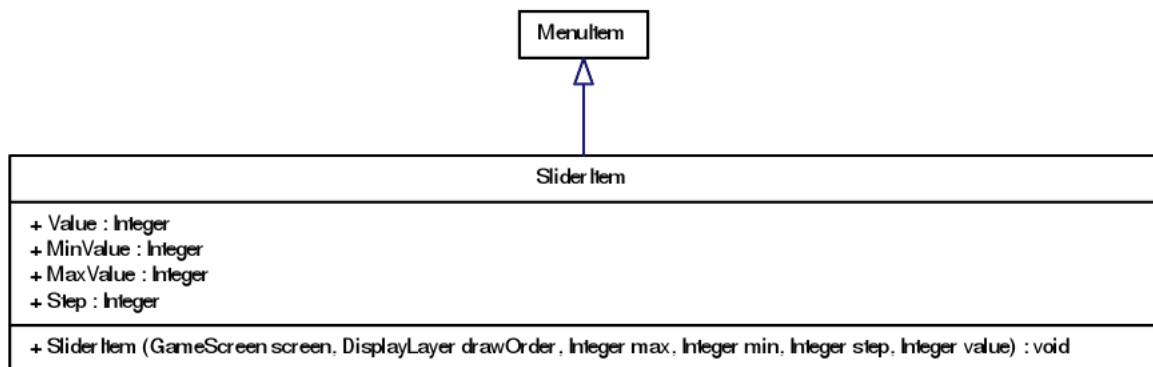 MenuItem
SliderItem
+ Value : Integer
+ MinValue : Integer
+ MaxValue : Integer
+ Step : Integer
+ SliderItem (GameScreen screen, DisplayLayer drawOrder, Integer max, Integer min, Integer step, Integer value) : void